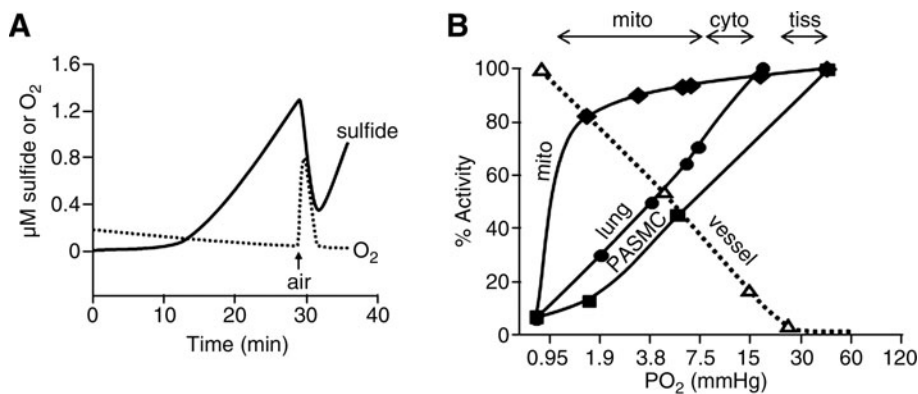 A
μM sulfide or O2
1.6
1.2
0.8
0.4
0
sulfide
O2
air
0 10 20 30 40
Time (min)
B
mito cyto tiss
% Activity
100
80
60
40
20
0
mito
lung
PASMC
vessel
0.95 1.9 3.8 7.5 15 30 60 120
PO2 (mmHg)